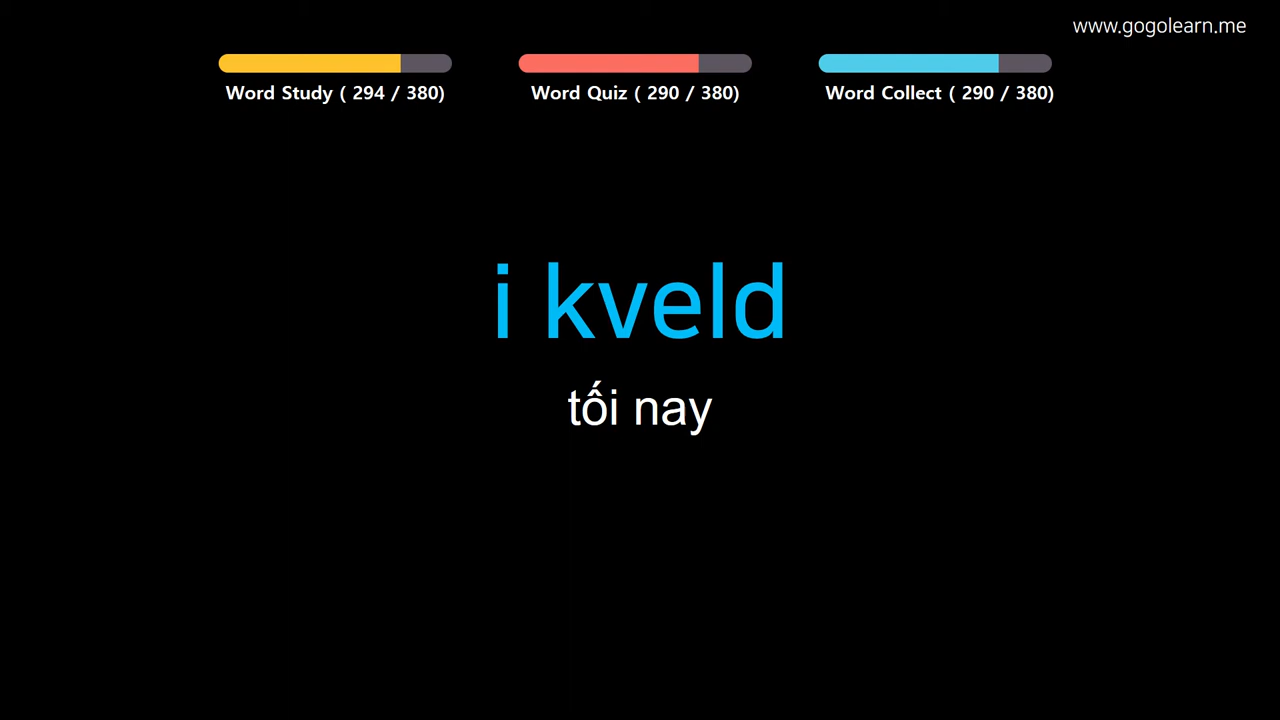 www.gogolearn.me
Word Study ( 294 / 380)
Word Quiz ( 290 / 380)
Word Collect ( 290 / 380)
i kveld
tối nay